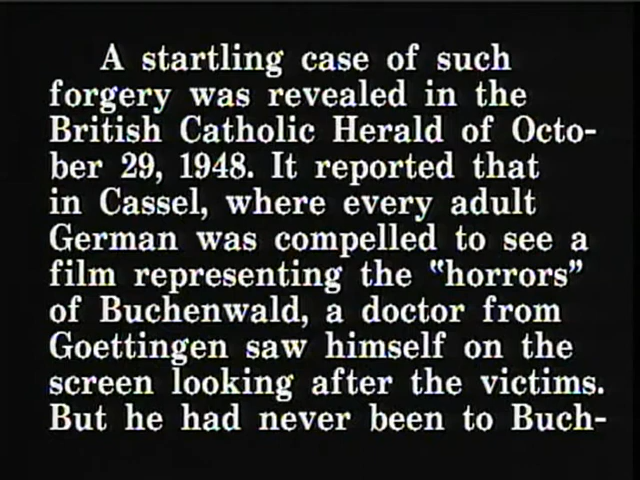 A startling case of such
forgery was revealed in the
British Catholic Herald of Octo-
ber 29, 1948. It reported that
in Cassel, where every adult
German was compelled to see a
film representing the "horrors"
of Buchenwald, a doctor from
Goettingen saw himself on the
screen looking after the victims.
But he had never been to Buch-